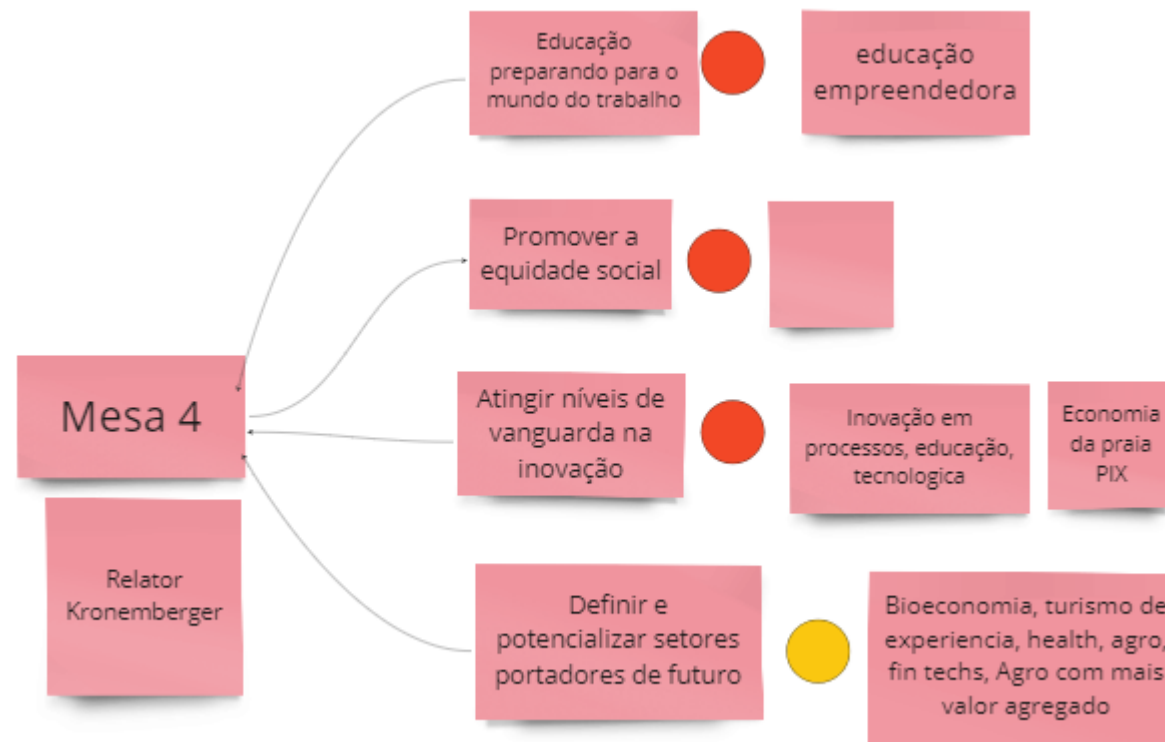 Educação
preparando para o
mundo do trabalho
educação
empreendedora
Promover a
equidade social
Mesa 4
Relator
Kronemberger
Atingir níveis de
vanguarda na
inovação
Inovação em
processos, educação,
tecnologica
Economia
da praia
PIX
Definir e
potencializar setores
portadores de futuro
Bioeconomia, turismo de
experiencia, health, agro,
fin techs, Agro com mais
valor agregado